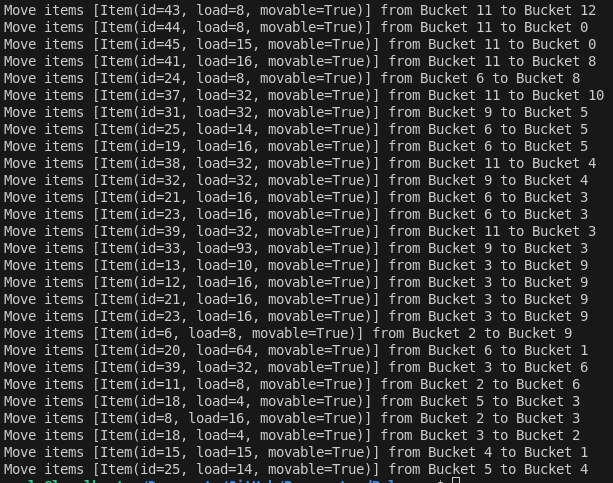 Move items [Item(id=43, load=8, movable=True)] from Bucket 11 to Bucket 12
Move items [Item(id=44, load=8, movable=True)] from Bucket 11 to Bucket 0
Move items [Item(id=45, load=15, movable=True)] from Bucket 11 to Bucket 0
Move items [Item(id=41, load=16, movable=True)] from Bucket 11 to Bucket 8
Move items [Item(id=24, load=8, movable=True)] from Bucket 6 to Bucket 8
Move items [Item(id=37, load=32, movable=True)] from Bucket 11 to Bucket 10
Move items [Item(id=31, load=32, movable=True)] from Bucket 9 to Bucket 5
Move items [Item(id=25, load=14, movable=True)] from Bucket 6 to Bucket 5
Move items [Item(id=19, load=16, movable=True)] from Bucket 6 to Bucket 5
Move items [Item(id=38, load=32, movable=True)] from Bucket 11 to Bucket 4
Move items [Item(id=32, load=32, movable=True)] from Bucket 9 to Bucket 4
Move items [Item(id=21, load=16, movable=True)] from Bucket 6 to Bucket 3
Move items [Item(id=23, load=16, movable=True)] from Bucket 6 to Bucket 3
Move items [Item(id=39, load=32, movable=True)] from Bucket 11 to Bucket 3
Move items [Item(id=33, load=93, movable=True)] from Bucket 9 to Bucket 3
Move items [Item(id=13, load=10, movable=True)] from Bucket 3 to Bucket 9
Move items [Item(id=12, load=16, movable=True)] from Bucket 3 to Bucket 9
Move items [Item(id=21, load=16, movable=True)] from Bucket 3 to Bucket 9
Move items [Item(id=23, load=16, movable=True)] from Bucket 3 to Bucket 9
Move items [Item(id=6, load=8, movable=True)] from Bucket 2 to Bucket 9
Move items [Item(id=20, load=64, movable=True)] from Bucket 6 to Bucket 1
Move items [Item(id=39, load=32, movable=True)] from Bucket 3 to Bucket 6
Move items [Item(id=11, load=8, movable=True)] from Bucket 2 to Bucket 6
Move items [Item(id=18, load=4, movable=True)] from Bucket 5 to Bucket 3
Move items [Item(id=8, load=16, movable=True)] from Bucket 2 to Bucket 3
Move items [Item(id=18, load=4, movable=True)] from Bucket 3 to Bucket 2
Move items [Item(id=15, load=15, movable=True)] from Bucket 4 to Bucket 1
Move items [Item(id=25, load=14, movable=True)] from Bucket 5 to Bucket 4